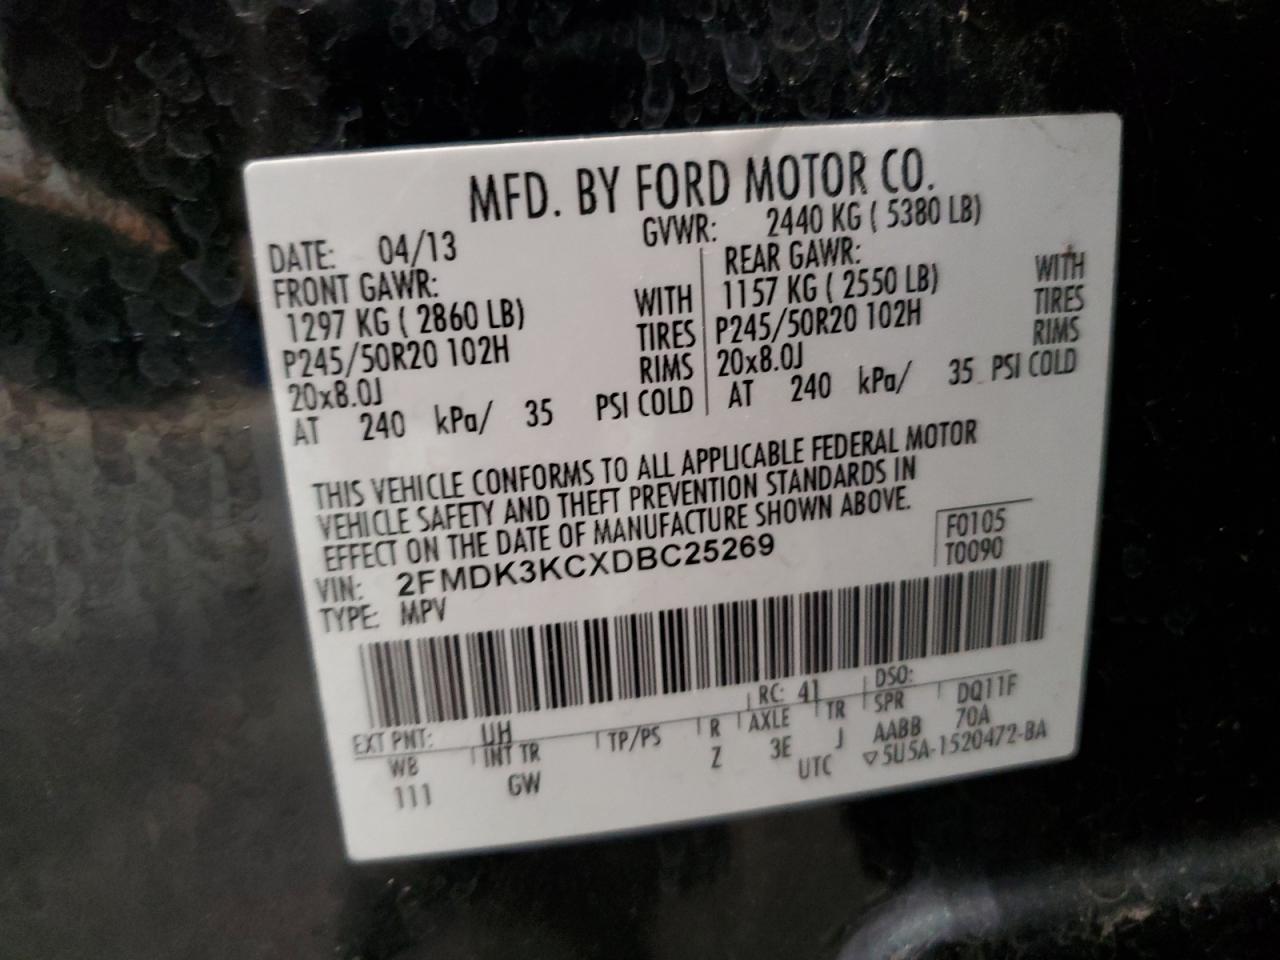 MFD. BY FORD MOTOR CO.
DATE: 04/13 GVWR: 2440 KG ( 5380 LB)
FRONT GAWR: REAR GAWR:
1297 KG ( 2860 LB) WITH 1157 KG ( 2550 LB) WITH
P245/50R20 102H TIRES P245/50R20 102H TIRES
20x8.0J RIMS 20x8.0J RIMS
AT 240 kPa/ 35 PSI COLD AT 240 kPa/ 35 PSI COLD
THIS VEHICLE CONFORMS TO ALL APPLICABLE FEDERAL MOTOR
VEHICLE SAFETY AND THEFT PREVENTION STANDARDS IN
EFFECT ON THE DATE OF MANUFACTURE SHOWN ABOVE.
VIN: 2FMDK3KCXDBC25269 F0105
TYPE: MPV T0090
EXT PNT: UH RC: 41 DSO:
WB INT TR TP/PS R AXLE TR SPR DQ11F
111 GW Z 3E J AABB 70A
UTC ▽5U5A-1520472-BA